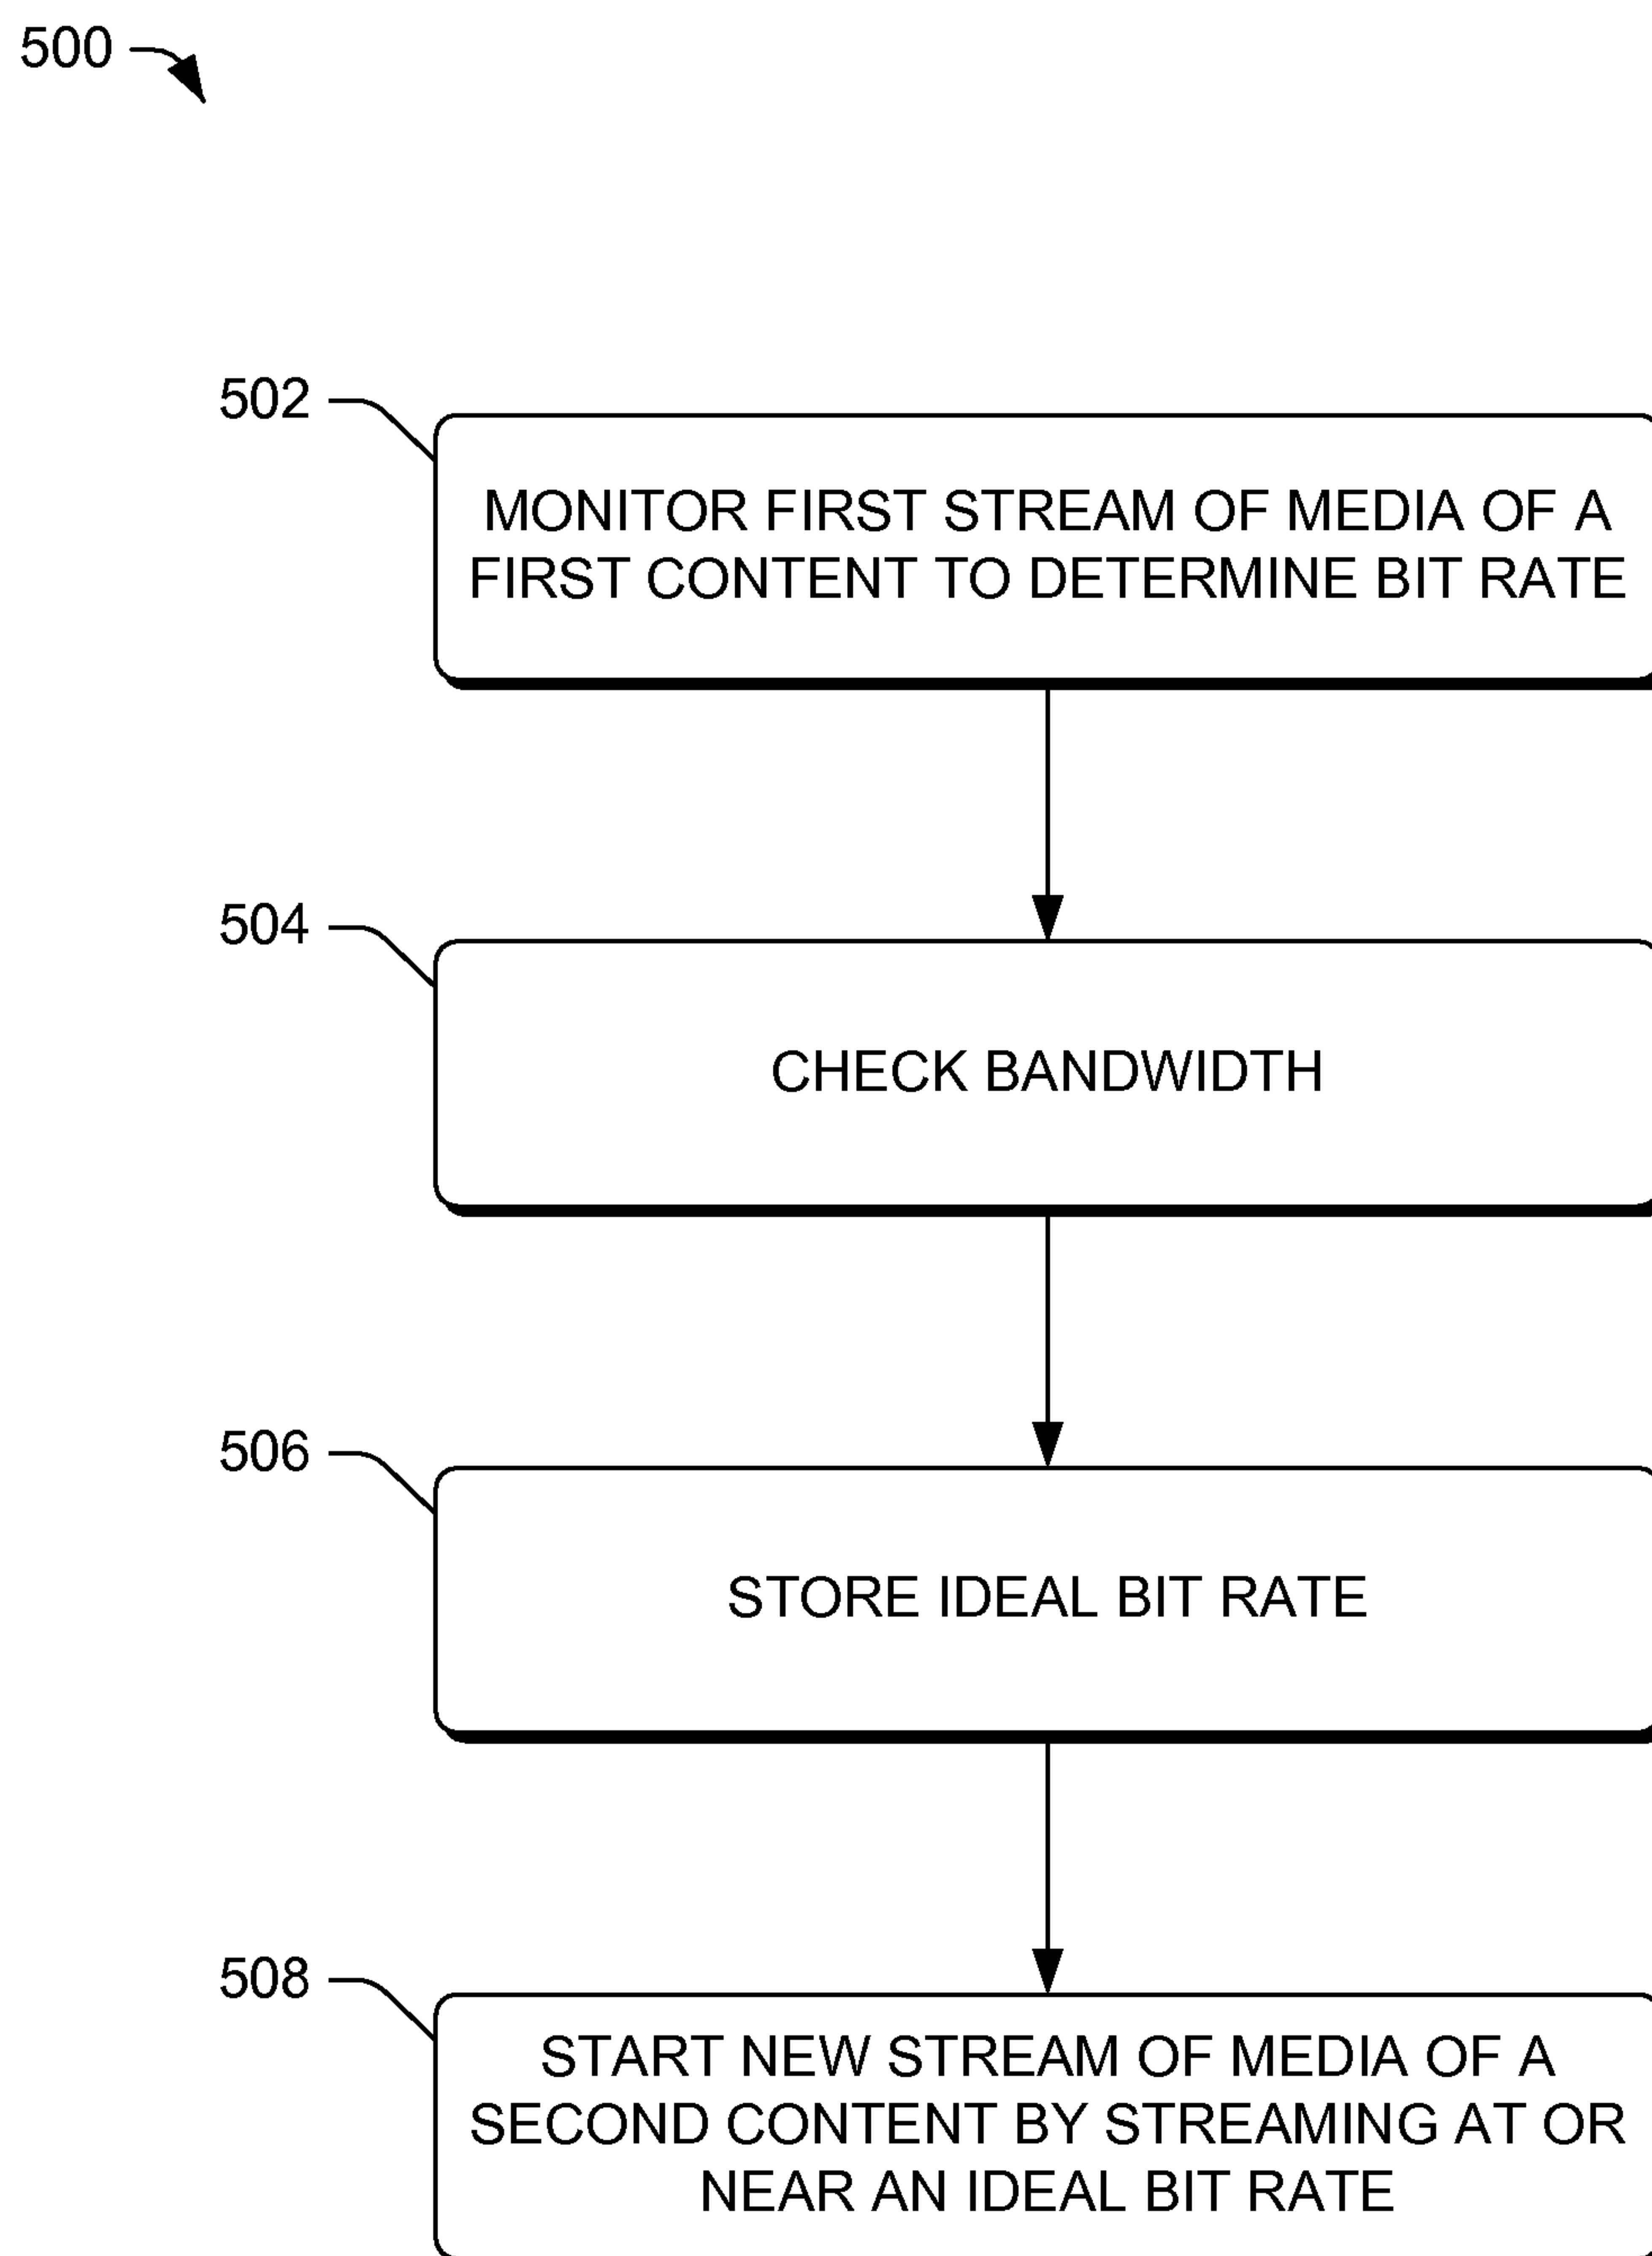 500
502
MONITOR FIRST STREAM OF MEDIA OF A
FIRST CONTENT TO DETERMINE BIT RATE
504
CHECK BANDWIDTH
506
STORE IDEAL BIT RATE
508
START NEW STREAM OF MEDIA OF A
SECOND CONTENT BY STREAMING AT OR
NEAR AN IDEAL BIT RATE